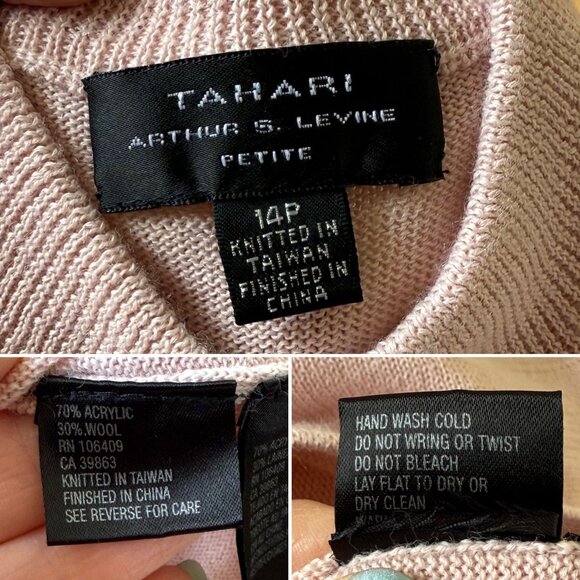 TAHARI
ARTHUR S. LEVINE
PETITE
14P
KNITTED IN
TAIWAN
FINISHED IN
CHINA
70% ACRYLIC
30% WOOL
RN 106409
CA 39863
KNITTED IN TAIWAN
FINISHED IN CHINA
SEE REVERSE FOR CARE
HAND WASH COLD
DO NOT WRING OR TWIST
DO NOT BLEACH
LAY FLAT TO DRY OR
DRY CLEAN